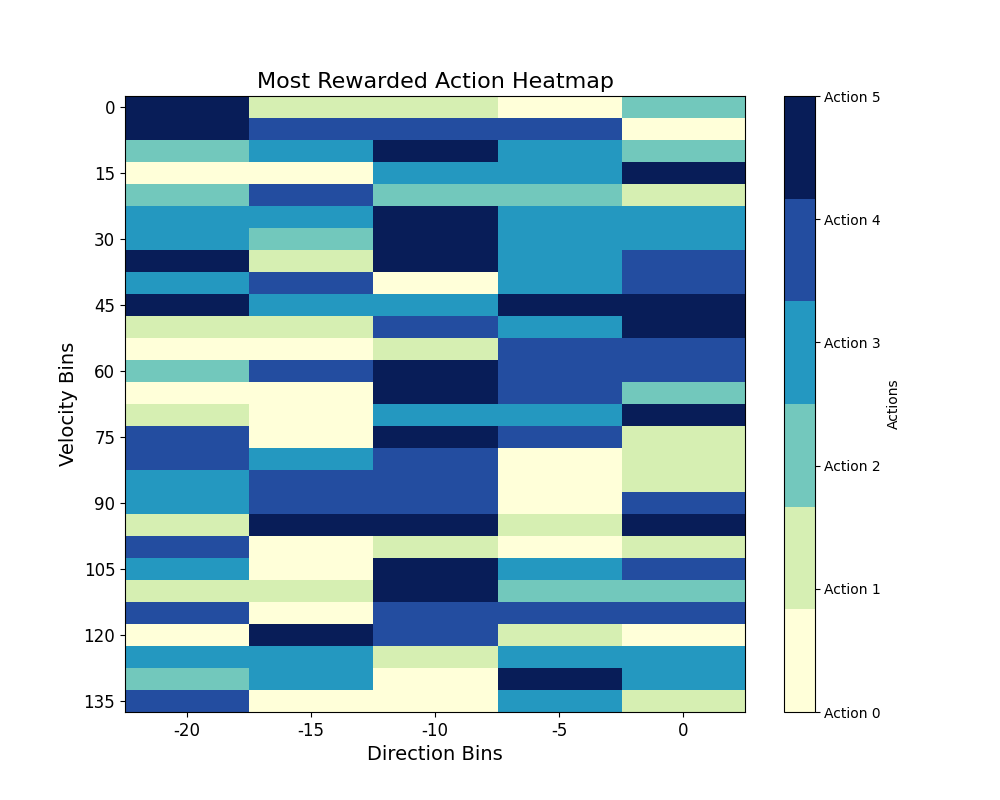 Most Rewarded Action Heatmap
Velocity Bins
0
15
30
45
60
75
90
105
120
135
-20 -15 -10 -5 0
Direction Bins
Action 5
Action 4
Action 3
Action 2
Action 1
Action 0
Actions